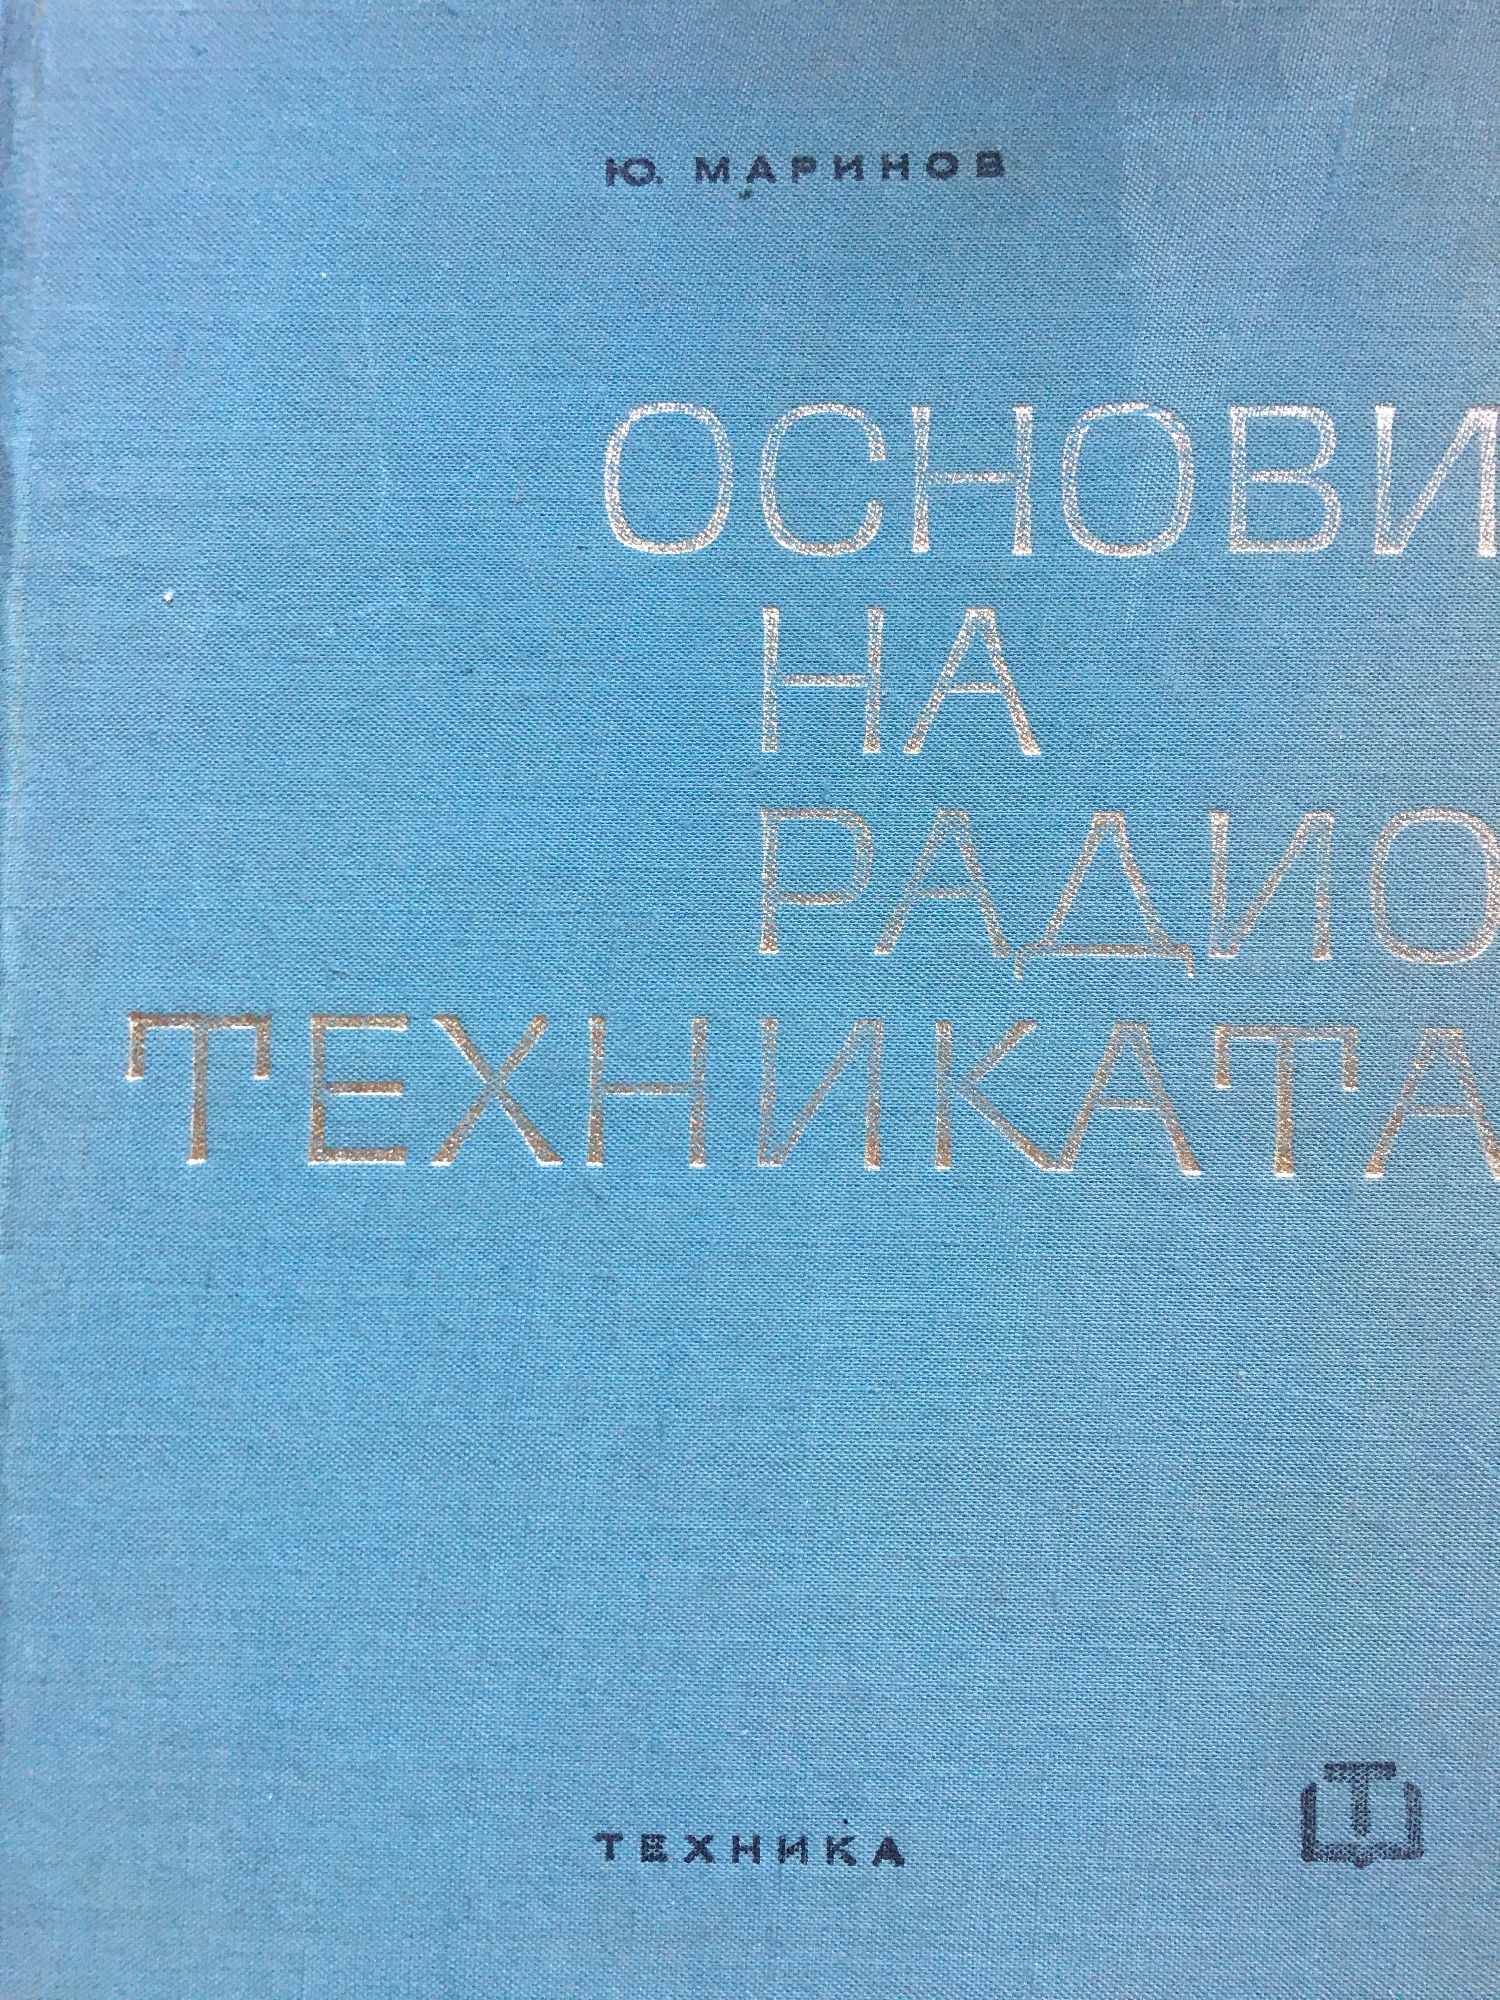 Ю. МАРИНОВ
ОСНОВИ
НА
РАДИО
ТЕХНИКАТА
ТЕХНИКА
Т